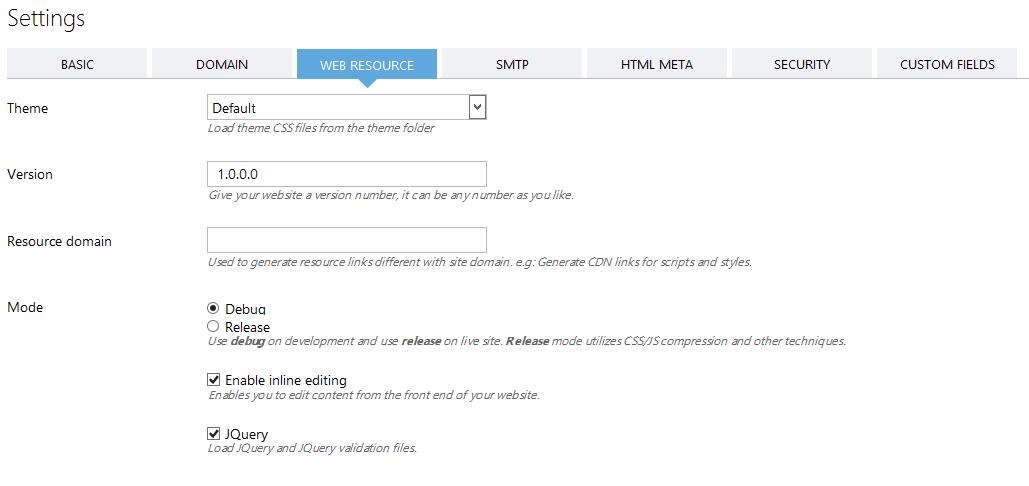 Settings
BASIC DOMAIN WEB RESOURCE SMTP HTML META SECURITY CUSTOM FIELDS
Theme Default
Load theme CSS files from the theme folder
Version 1.0.0.0
Give your website a version number, it can be any number as you like.
Resource domain
Used to generate resource links different with site domain. e.g: Generate CDN links for scripts and styles.
Mode Debug
Release
Use debug on development and use release on live site. Release mode utilizes CSS/JS compression and other techniques.
Enable inline editing
Enables you to edit content from the front end of your website.
JQuery
Load JQuery and JQuery validation files.